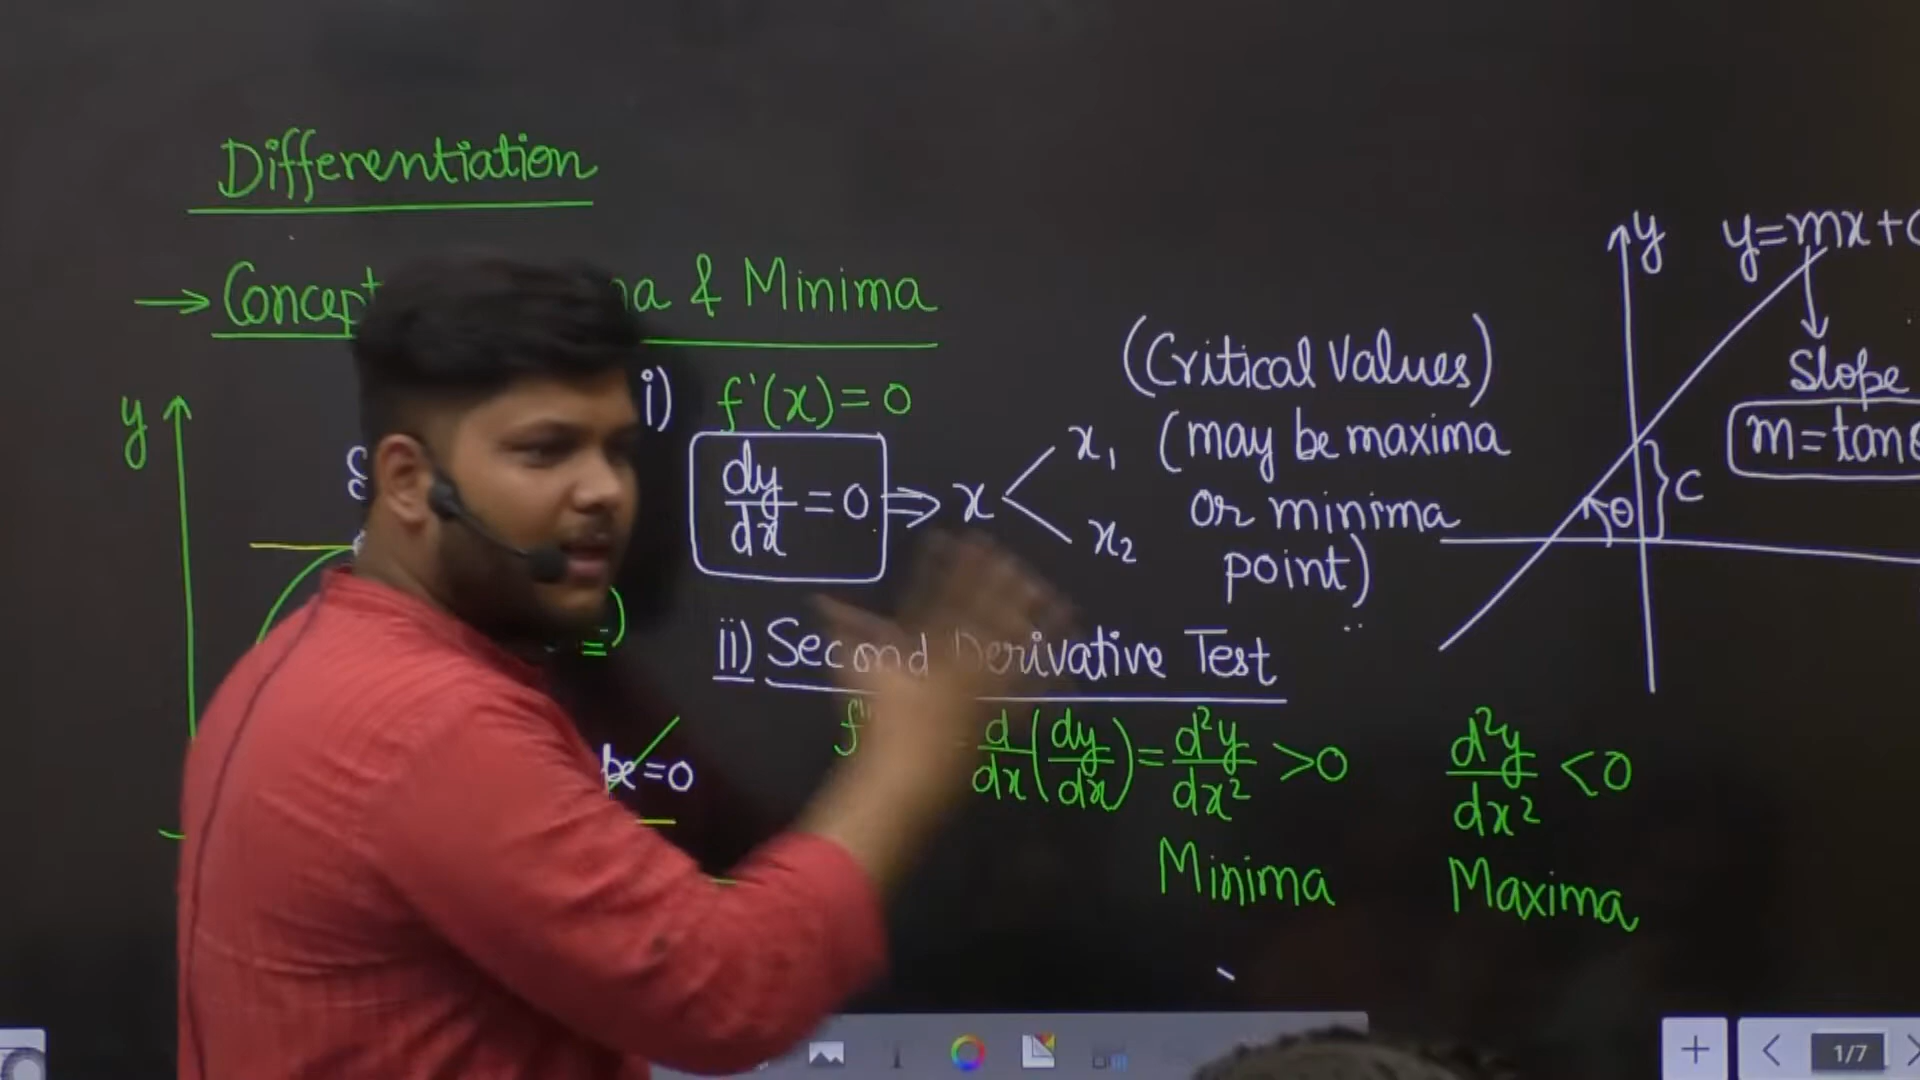 Differentiation
→ Concept & Minima
y
i) f'(x)=0
dy/dx = 0 ⇒ x < x₁ x₂
(Critical Values)
(may be maxima
or minima
point)
=0
ii) Second Derivative Test
d/dx(dy/dx) = d²y/dx² >0
Minima
d²y/dx² <0
Maxima
y
y=mx+
Slope
m=tan
θ
c
1/7